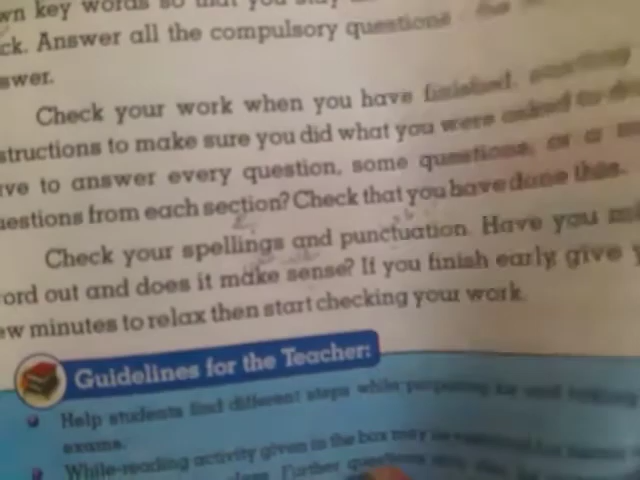 wn key words so that you stay
ck. Answer all the compulsory questions
swer.
Check your work when you have finished,
structions to make sure you did what you were asked to
ve to answer every question, some questions, or a
uestions from each section? Check that you have done this.
Check your spellings and punctuation. Have you
ord out and does it make sense? If you finish early, give
ew minutes to relax then start checking your work.
Guidelines for the Teacher:
Help students find different steps while preparing for and
exams.
While-reading activity given in the box may be
Further questions